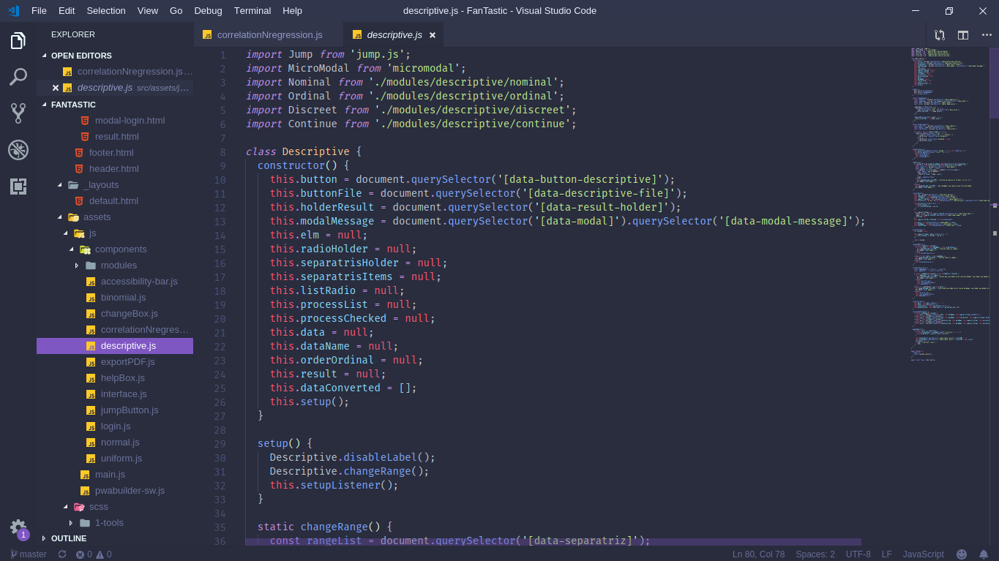 File Edit Selection View Go Debug Terminal Help
descriptive.js - FanTastic - Visual Studio Code
EXPLORER
OPEN EDITORS
correlationNregression.js...
descriptive.js src/assets/j...
FANTASTIC
modal-login.html
result.html
footer.html
header.html
_layouts
default.html
assets
js
components
modules
accessibility-bar.js
binomial.js
changeBox.js
correlationNregres...
descriptive.js
exportPDF.js
helpBox.js
interface.js
jumpButton.js
login.js
normal.js
uniform.js
main.js
pwabuilder-sw.js
scss
1-tools
OUTLINE
1
correlationNregression.js
descriptive.js
1 import Jump from 'jump.js';
2 import MicroModal from 'micromodal';
3 import Nominal from './modules/descriptive/nominal';
4 import Ordinal from './modules/descriptive/ordinal';
5 import Discreet from './modules/descriptive/discreet';
6 import Continue from './modules/descriptive/continue';
7
8 class Descriptive {
9 constructor() {
10 this.button = document.querySelector('[data-button-descriptive]');
11 this.buttonFile = document.querySelector('[data-descriptive-file]');
12 this.holderResult = document.querySelector('[data-result-holder]');
13 this.modalMessage = document.querySelector('[data-modal]').querySelector('[data-modal-message]');
14 this.elm = null;
15 this.radioHolder = null;
16 this.separatrisHolder = null;
17 this.separatrisItems = null;
18 this.listRadio = null;
19 this.processList = null;
20 this.processChecked = null;
21 this.data = null;
22 this.dataName = null;
23 this.orderOrdinal = null;
24 this.result = null;
25 this.dataConverted = [];
26 this.setup();
27 }
28
29 setup() {
30 Descriptive.disableLabel();
31 Descriptive.changeRange();
32 this.setupListener();
33 }
34
35 static changeRange() {
36 const rangeList = document.querySelector('[data-separatriz]');
master 0 0
Ln 80, Col 78 Spaces: 2 UTF-8 LF JavaScript